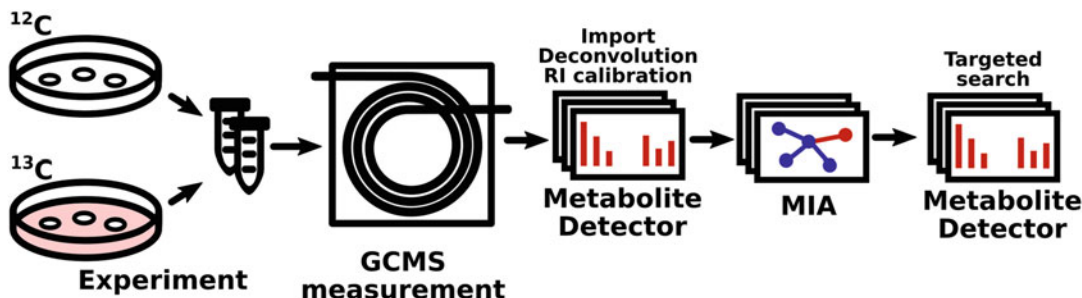 ¹²C
¹³C
Experiment
GCMS
measurement
Import
Deconvolution
RI calibration
Metabolite
Detector
MIA
Targeted
search
Metabolite
Detector